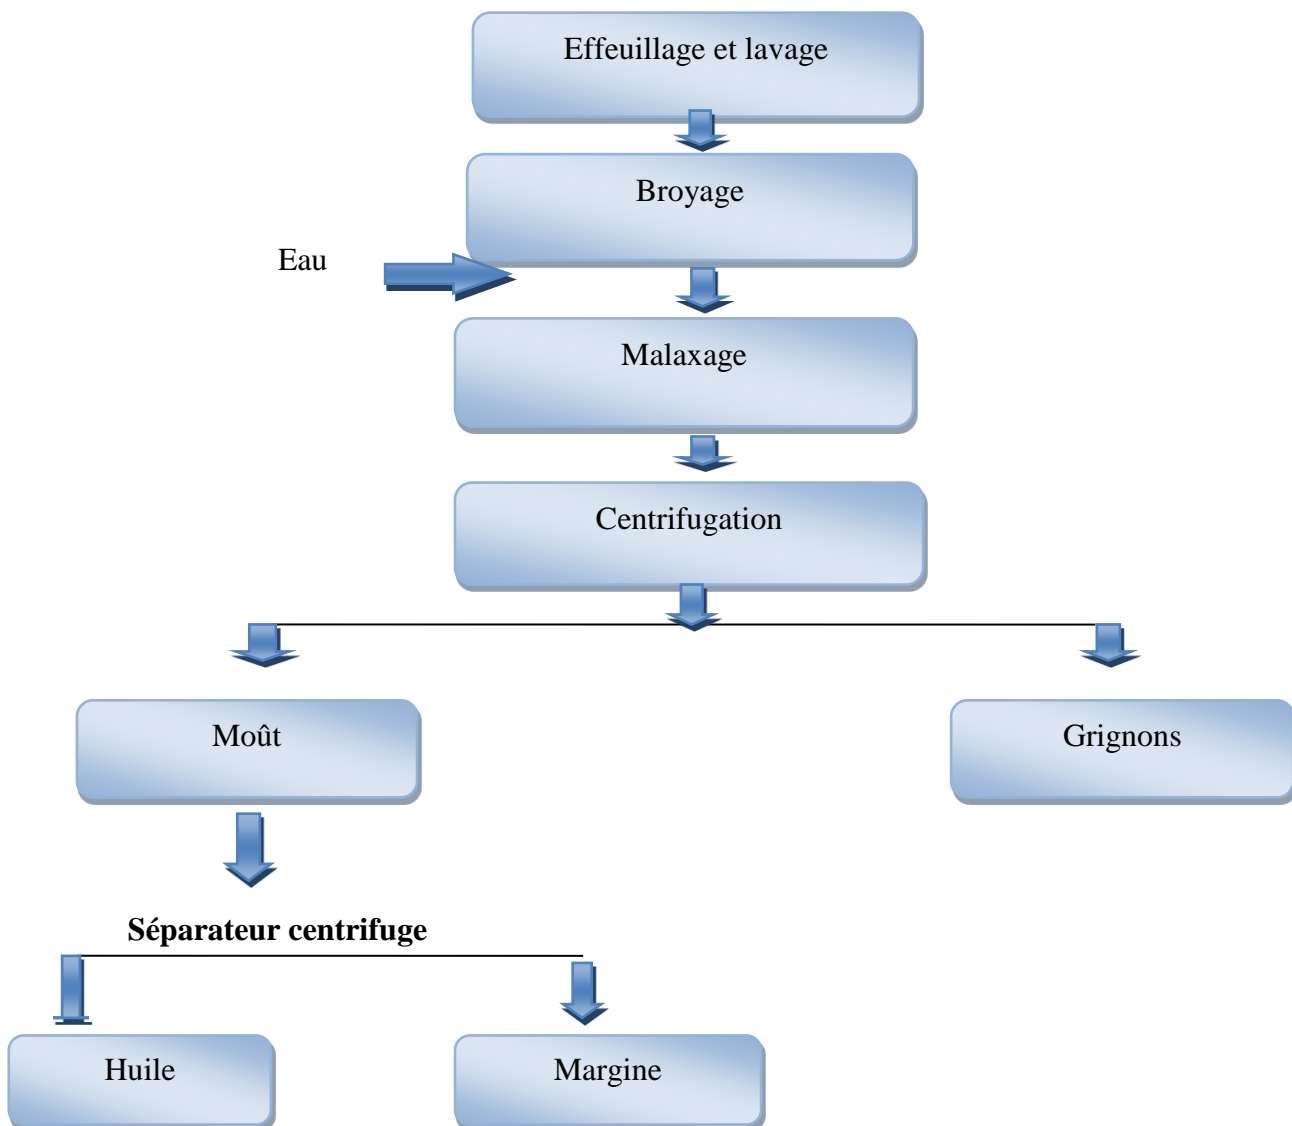 Effeuillage et lavage
Broyage
Eau
Malaxage
Centrifugation
Moût
Grignons
Séparateur centrifuge
Huile
Margine